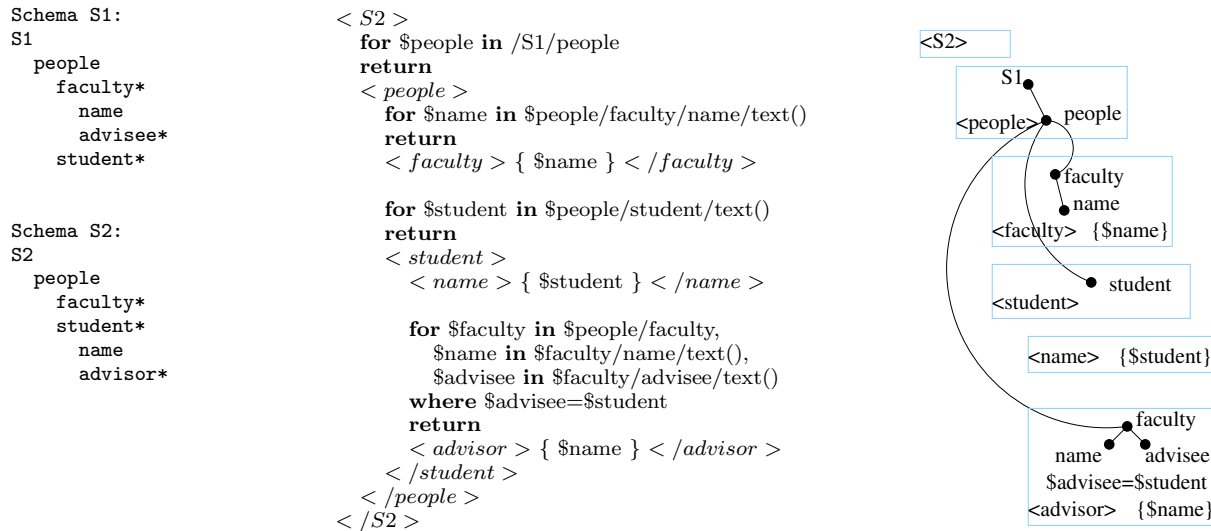 Schema S1:
S1
people
faculty*
name
advisee*
student*
Schema S2:
S2
people
faculty*
student*
name
advisor*
< S2 >
for $people in /S1/people
return
< people >
for $name in $people/faculty/name/text()
return
< faculty > { $name } < /faculty >
for $student in $people/student/text()
return
< student >
< name > { $student } < /name >
for $faculty in $people/faculty,
$name in $faculty/name/text(),
$advisee in $faculty/advisee/text()
where $advisee=$student
return
< advisor > { $name } < /advisor >
< /student >
< /people >
< /S2 >
<S2>
S1
<people> people
faculty
name
<faculty> {$name}
student
<student>
<name> {$student}
faculty
name advisee
$advisee=$student
<advisor> {$name}